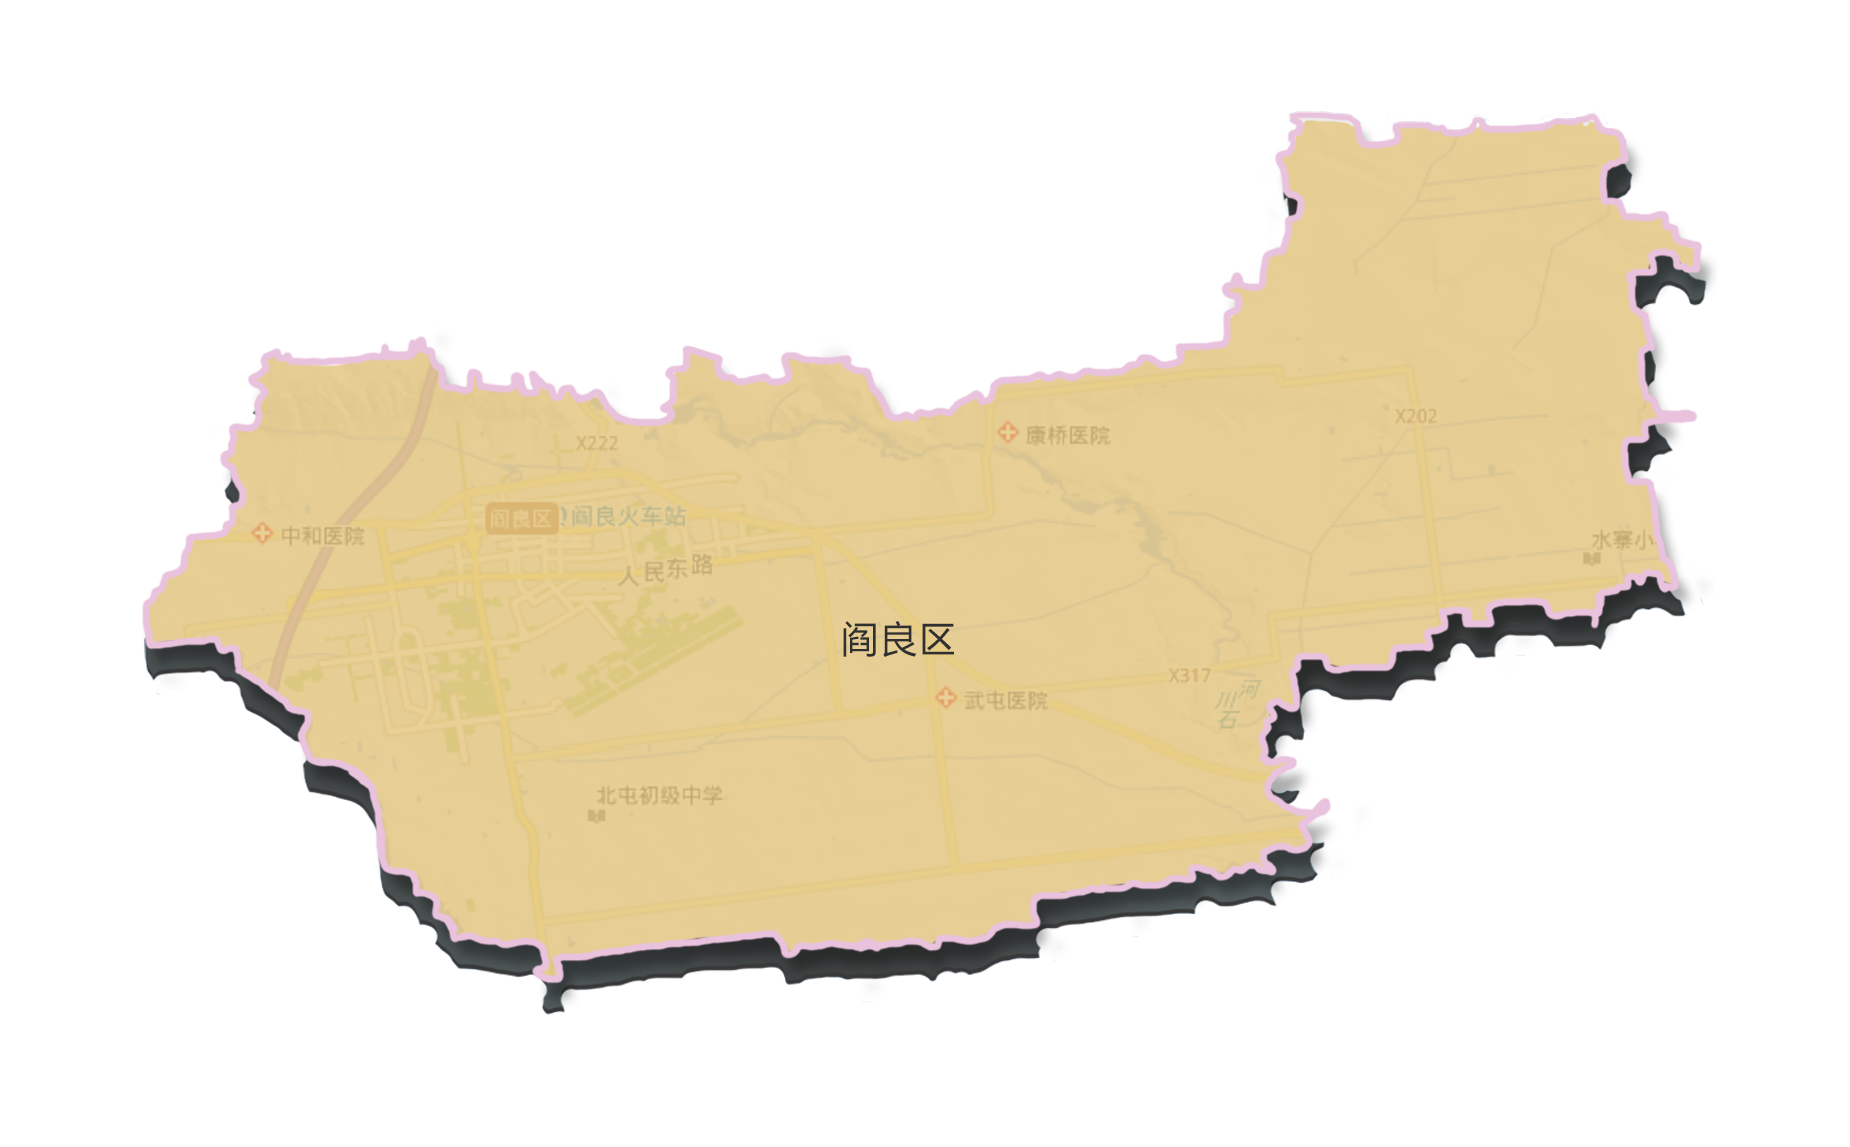 X202
康桥医院
X222
阎良区
阎良火车站
中和医院
水寨小
人民东路
阎良区
X317
河
川
石
武屯医院
北屯初级中学